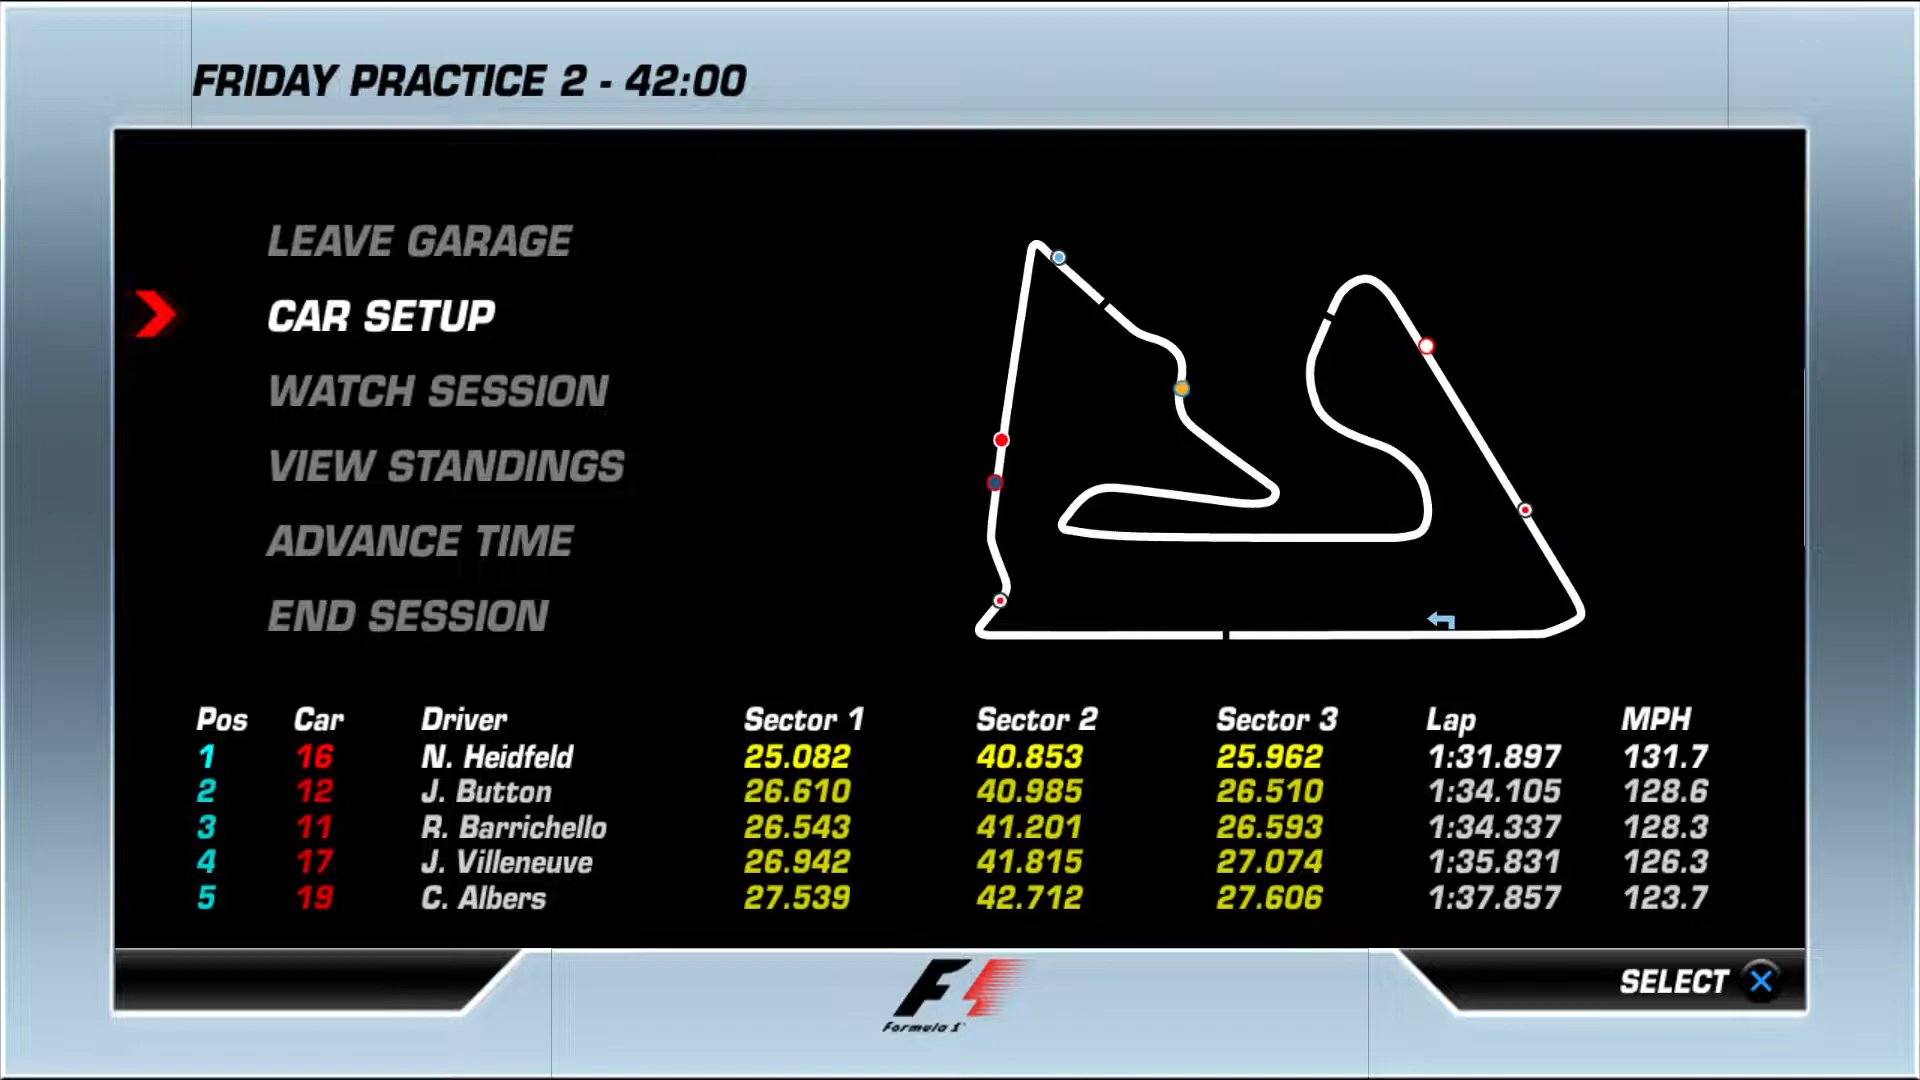 FRIDAY PRACTICE 2 - 42:00
LEAVE GARAGE
CAR SETUP
WATCH SESSION
VIEW STANDINGS
ADVANCE TIME
END SESSION
Pos Car Driver Sector 1 Sector 2 Sector 3 Lap MPH
1 16 N. Heidfeld 25.082 40.853 25.962 1:31.897 131.7
2 12 J. Button 26.610 40.985 26.510 1:34.105 128.6
3 11 R. Barrichello 26.543 41.201 26.593 1:34.337 128.3
4 17 J. Villeneuve 26.942 41.815 27.074 1:35.831 126.3
5 19 C. Albers 27.539 42.712 27.606 1:37.857 123.7
SELECT
F1
Formula 1